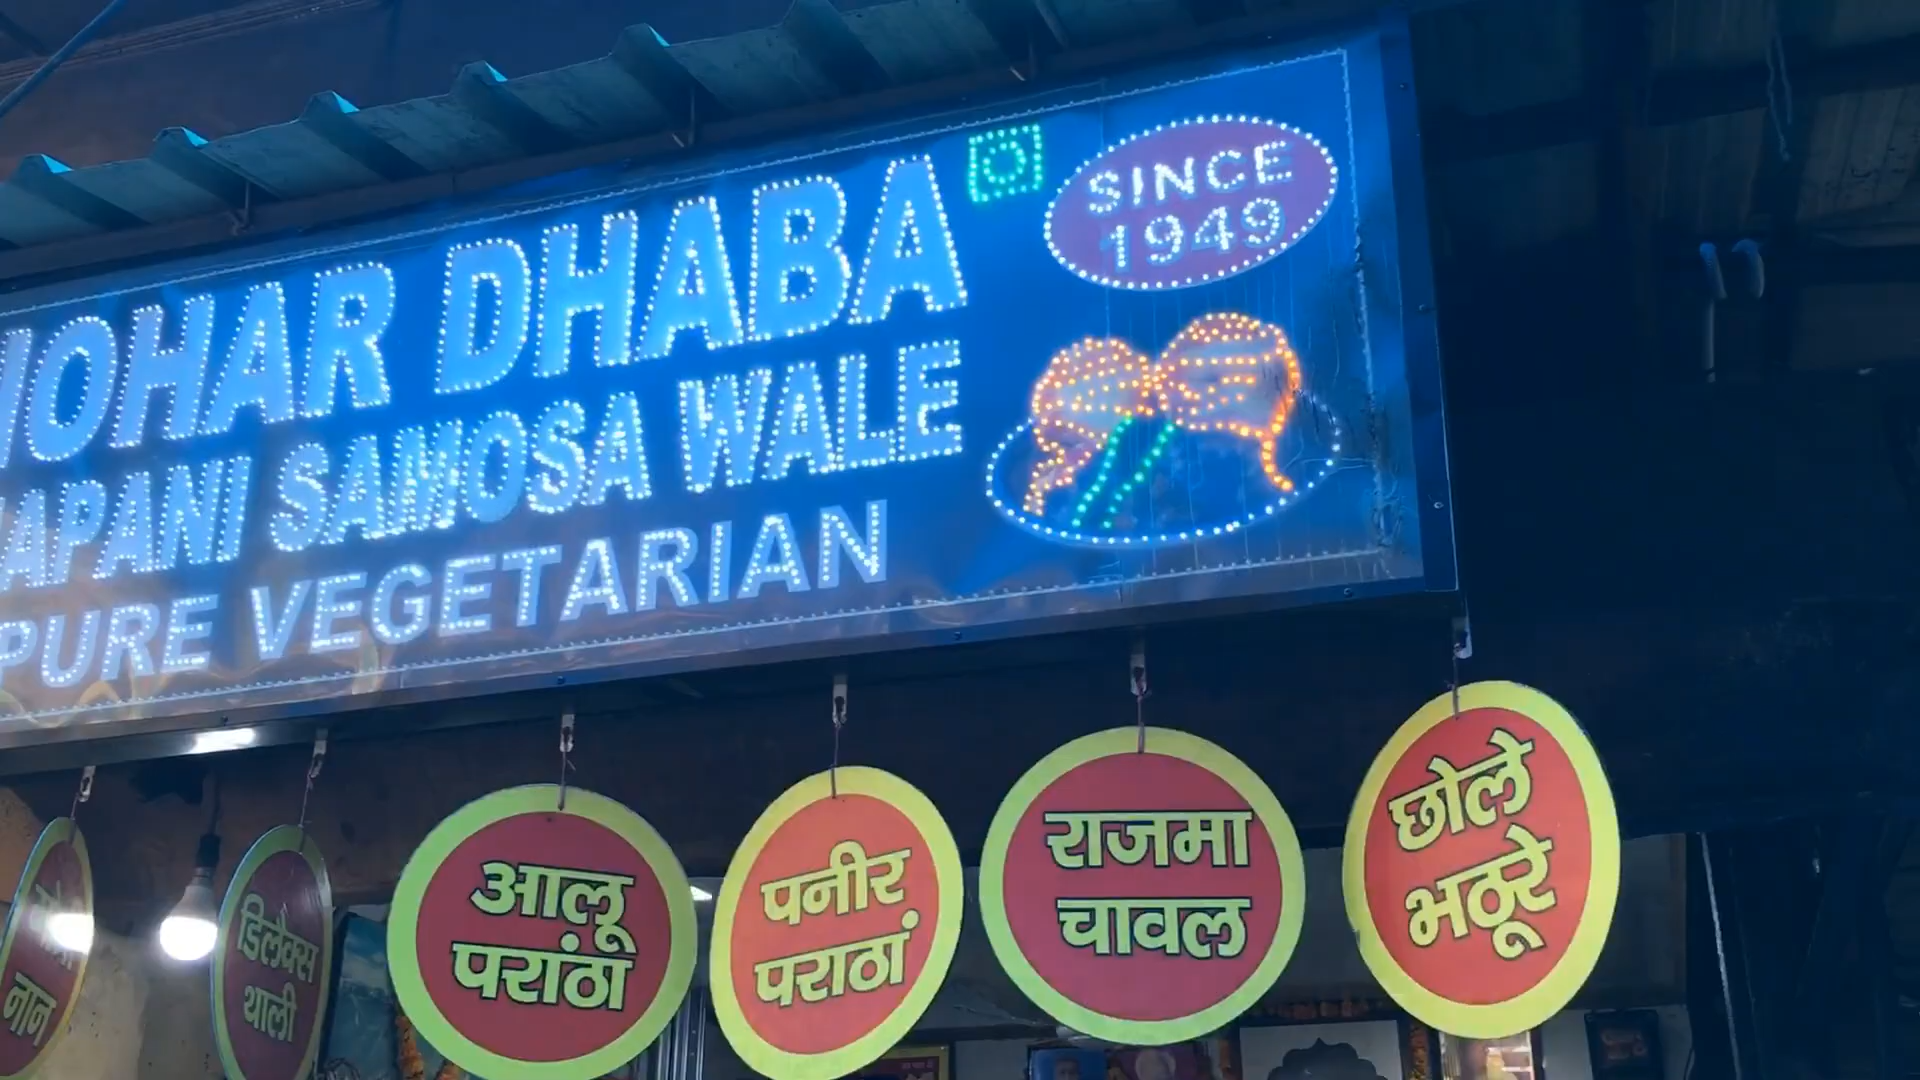 OHAR DHABA
SINCE
1949
APANI SAMOSA WALE
PURE VEGETARIAN
नान
डिलक्स
थाली
आलू
परांठा
पनीर
पराठां
राजमा
चावल
छोले
भठूरे